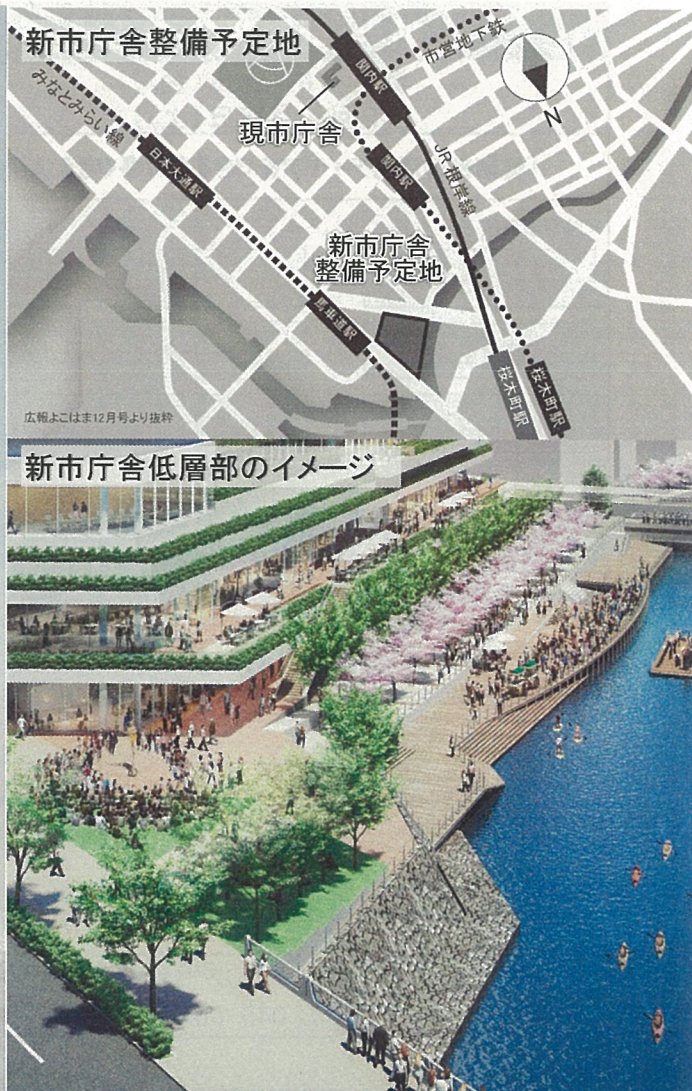 新市庁舎整備予定地
市営地下鉄
みなとみらい線
関内駅
現市庁舎
N
日本大通駅
関内駅
JR 根岸線
新市庁舎
整備予定地
馬車道駅
桜木町駅
桜木町駅
広報よこはま12月号より抜粋
新市庁舎低層部のイメージ